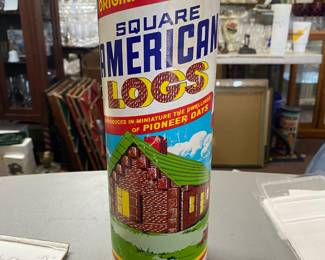 ORIGINAL
SQUARE
AMERICAN
LOGS
REPRODUCES IN MINIATURE THE DWELLINGS
OF PIONEER DAYS